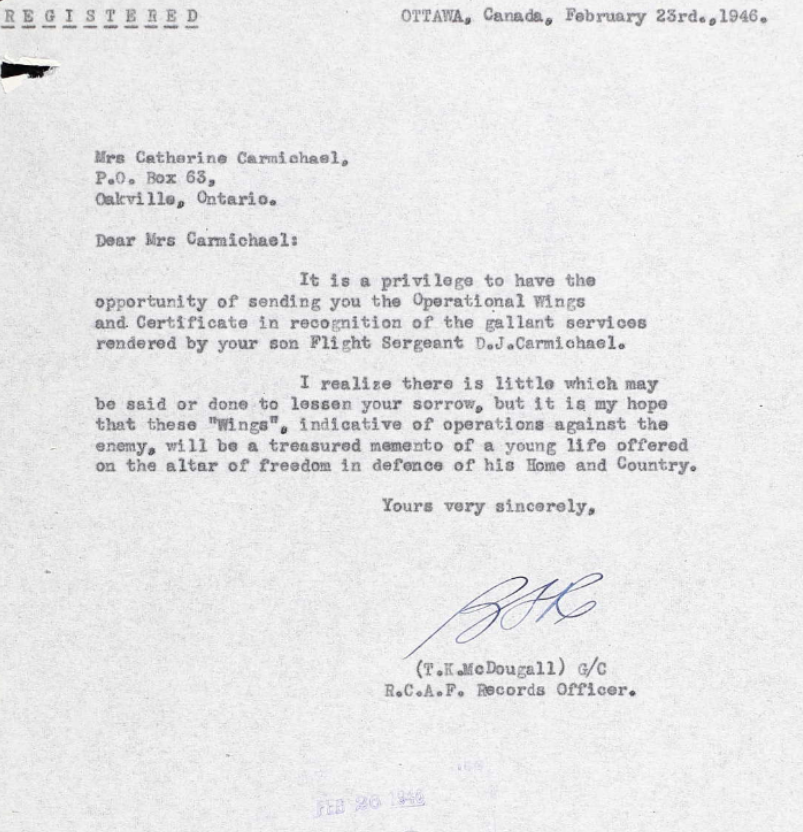 REGISTERED
OTTAWA, Canada, February 23rd.,1946.
Mrs Catherine Carmichael,
P.O. Box 63,
Oakville, Ontario.
Dear Mrs Carmichael:
It is a privilege to have the
opportunity of sending you the Operational Wings
and Certificate in recognition of the gallant services
rendered by your son Flight Sergeant D.J.Carmichael.
I realize there is little which may
be said or done to lessen your sorrow, but it is my hope
that these "Wings", indicative of operations against the
enemy, will be a treasured memento of a young life offered
on the altar of freedom in defence of his Home and Country.
Yours very sincerely,
(T.K.McDougall) G/C
R.C.A.F. Records Officer.
FEB 26 1946